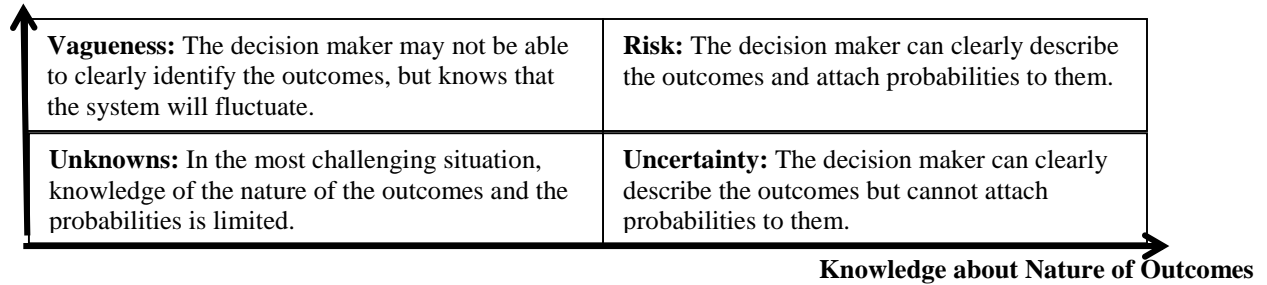 Vagueness: The decision maker may not be able
to clearly identify the outcomes, but knows that
the system will fluctuate.
Risk: The decision maker can clearly describe
the outcomes and attach probabilities to them.
Unknowns: In the most challenging situation,
knowledge of the nature of the outcomes and the
probabilities is limited.
Uncertainty: The decision maker can clearly
describe the outcomes but cannot attach
probabilities to them.
Knowledge about Nature of Outcomes